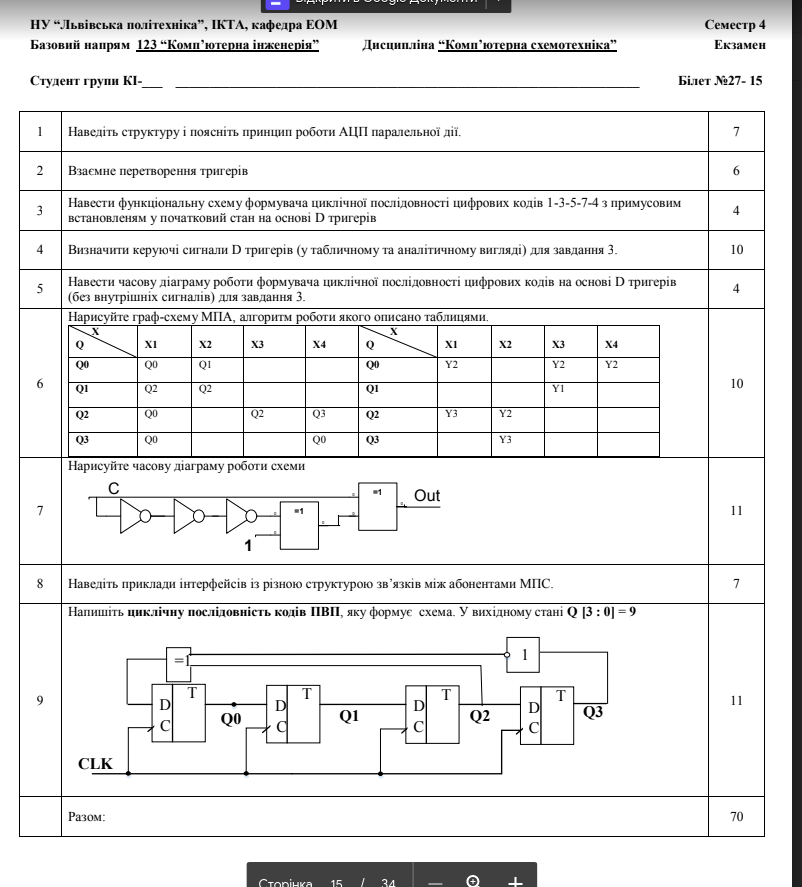 НУ “Львівська політехніка”, ІКТА, кафедра ЕОМ Семестр 4
Базовий напрям 123 “Комп’ютерна інженерія” Дисципліна “Комп’ютерна схемотехніка” Екзамен
Студент групи КІ-___ ______ Білет №27- 15
1 Наведіть структуру і поясніть принцип роботи АЦП паралельної дії. 7
2 Взаємне перетворення тригерів 6
3 Навести функціональну схему формувача циклічної послідовності цифрових кодів 1-3-5-7-4 з примусовим
встановленям у початковий стан на основі D тригерів 4
4 Визначити керуючі сигнали D тригерів (у табличному та аналітичному вигляді) для завдання 3. 10
5 Навести часову діаграму роботи формувача циклічної послідовності цифрових кодів на основі D тригерів
(без внутрішніх сигналів) для завдання 3. 4
6 Нарисуйте граф-схему МПА, алгоритм роботи якого описано таблицями. 10
X X
Q X1 X2 X3 X4 Q X1 X2 X3 X4
Q0 Q0 Q1 Q0 Y2 Y2 Y2
Q1 Q2 Q2 Q1 Y1
Q2 Q0 Q2 Q3 Q2 Y3 Y2
Q3 Q0 Q0 Q3 Y3
7 Нарисуйте часову діаграму роботи схеми 11
C
=1
=1
Out
1
8 Наведіть приклади інтерфейсів із різною структурою зв’язків між абонентами МПС. 7
9 Напишіть циклічну послідовність кодів ПВП, яку формує схема. У вихідному стані Q [3 : 0] = 9 11
=1 1
D T D T D T D T
C C C C
Q0 Q1 Q2 Q3
CLK
Разом: 70
Сторінка 15 / 34